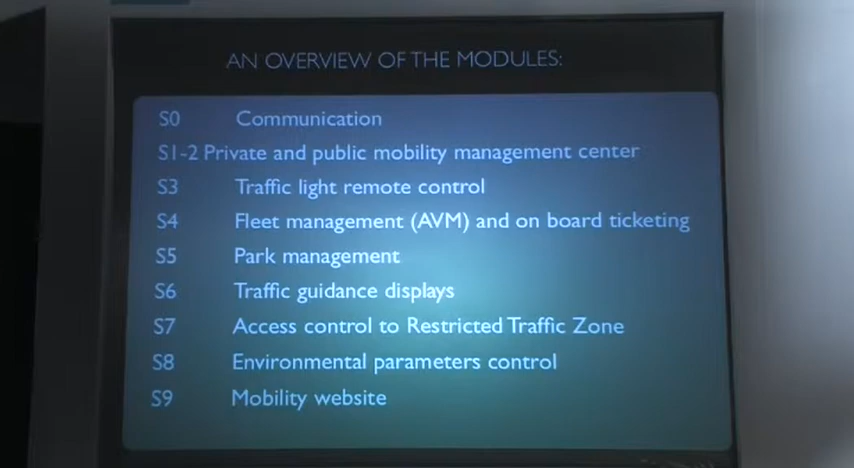 AN OVERVIEW OF THE MODULES:
S0 Communication
S1-2 Private and public mobility management center
S3 Traffic light remote control
S4 Fleet management (AVM) and on board ticketing
S5 Park management
S6 Traffic guidance displays
S7 Access control to Restricted Traffic Zone
S8 Environmental parameters control
S9 Mobility website